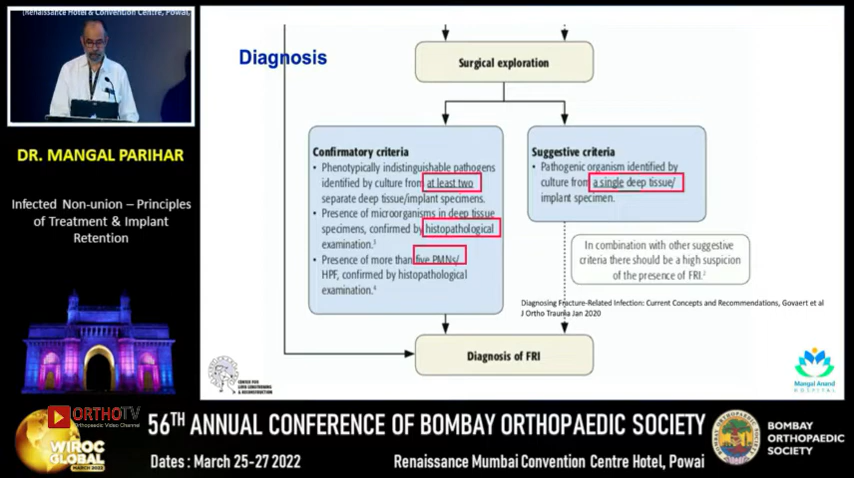 (Renaissance Hotel & Convention Centre, Powai,
DR. MANGAL PARIHAR
Infected Non-union – Principles
of Treatment & Implant
Retention
Diagnosis
Surgical exploration
Confirmatory criteria
• Phenotypically indistinguishable pathogens
identified by culture from at least two
separate deep tissue/implant specimens.
• Presence of microorganisms in deep tissue
specimens, confirmed by histopathological
examination.
• Presence of more than five PMNs/
HPF, confirmed by histopathological
examination.
Suggestive criteria
• Pathogenic organism identified by
culture from a single deep tissue/
implant specimen.
In combination with other suggestive
criteria there should be a high suspicion
of the presence of FRI.
Diagnosing Fracture-Related Infection: Current Concepts and Recommendations, Govaert et al
J Ortho Trauma Jan 2020
Diagnosis of FRI
CENTER FOR
LIMB LENGTHENING
& RECONSTRUCTION
Mangal Anand
HOSPITAL
ORTHOTV
Orthopaedic Video Channel
WIROC
GLOBAL
MARCH 2022
56TH ANNUAL CONFERENCE OF BOMBAY ORTHOPAEDIC SOCIETY
Dates : March 25-27 2022
Renaissance Mumbai Convention Centre Hotel, Powai
BOMBAY
ORTHOPAEDIC
SOCIETY